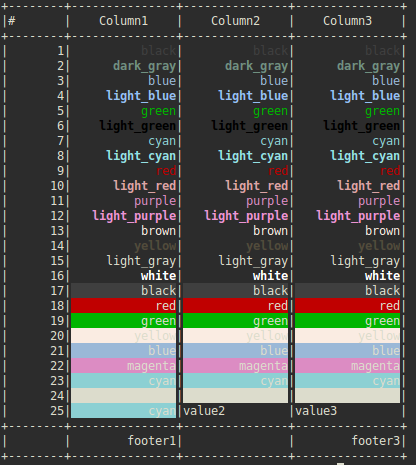 +--------+--------------+--------------+--------------+
|#       |    Column1   |    Column2   |    Column3   |
+--------+--------------+--------------+--------------+
|       1|         black|         black|         black|
|       2|     dark_gray|     dark_gray|     dark_gray|
|       3|          blue|          blue|          blue|
|       4|    light_blue|    light_blue|    light_blue|
|       5|         green|         green|         green|
|       6|   light_green|   light_green|   light_green|
|       7|          cyan|          cyan|          cyan|
|       8|    light_cyan|    light_cyan|    light_cyan|
|       9|           red|           red|           red|
|      10|     light_red|     light_red|     light_red|
|      11|        purple|        purple|        purple|
|      12|  light_purple|  light_purple|  light_purple|
|      13|         brown|         brown|         brown|
|      14|        yellow|        yellow|        yellow|
|      15|    light_gray|    light_gray|    light_gray|
|      16|         white|         white|         white|
|      17|         black|         black|         black|
|      18|           red|           red|           red|
|      19|         green|         green|         green|
|      20|        yellow|        yellow|        yellow|
|      21|          blue|          blue|          blue|
|      22|       magenta|       magenta|       magenta|
|      23|          cyan|          cyan|          cyan|
|      24|
|      25|          cyan|value2        |value3        |
+--------+--------------+--------------+--------------+
|        |       footer1|              |       footer3|
+--------+--------------+--------------+--------------+